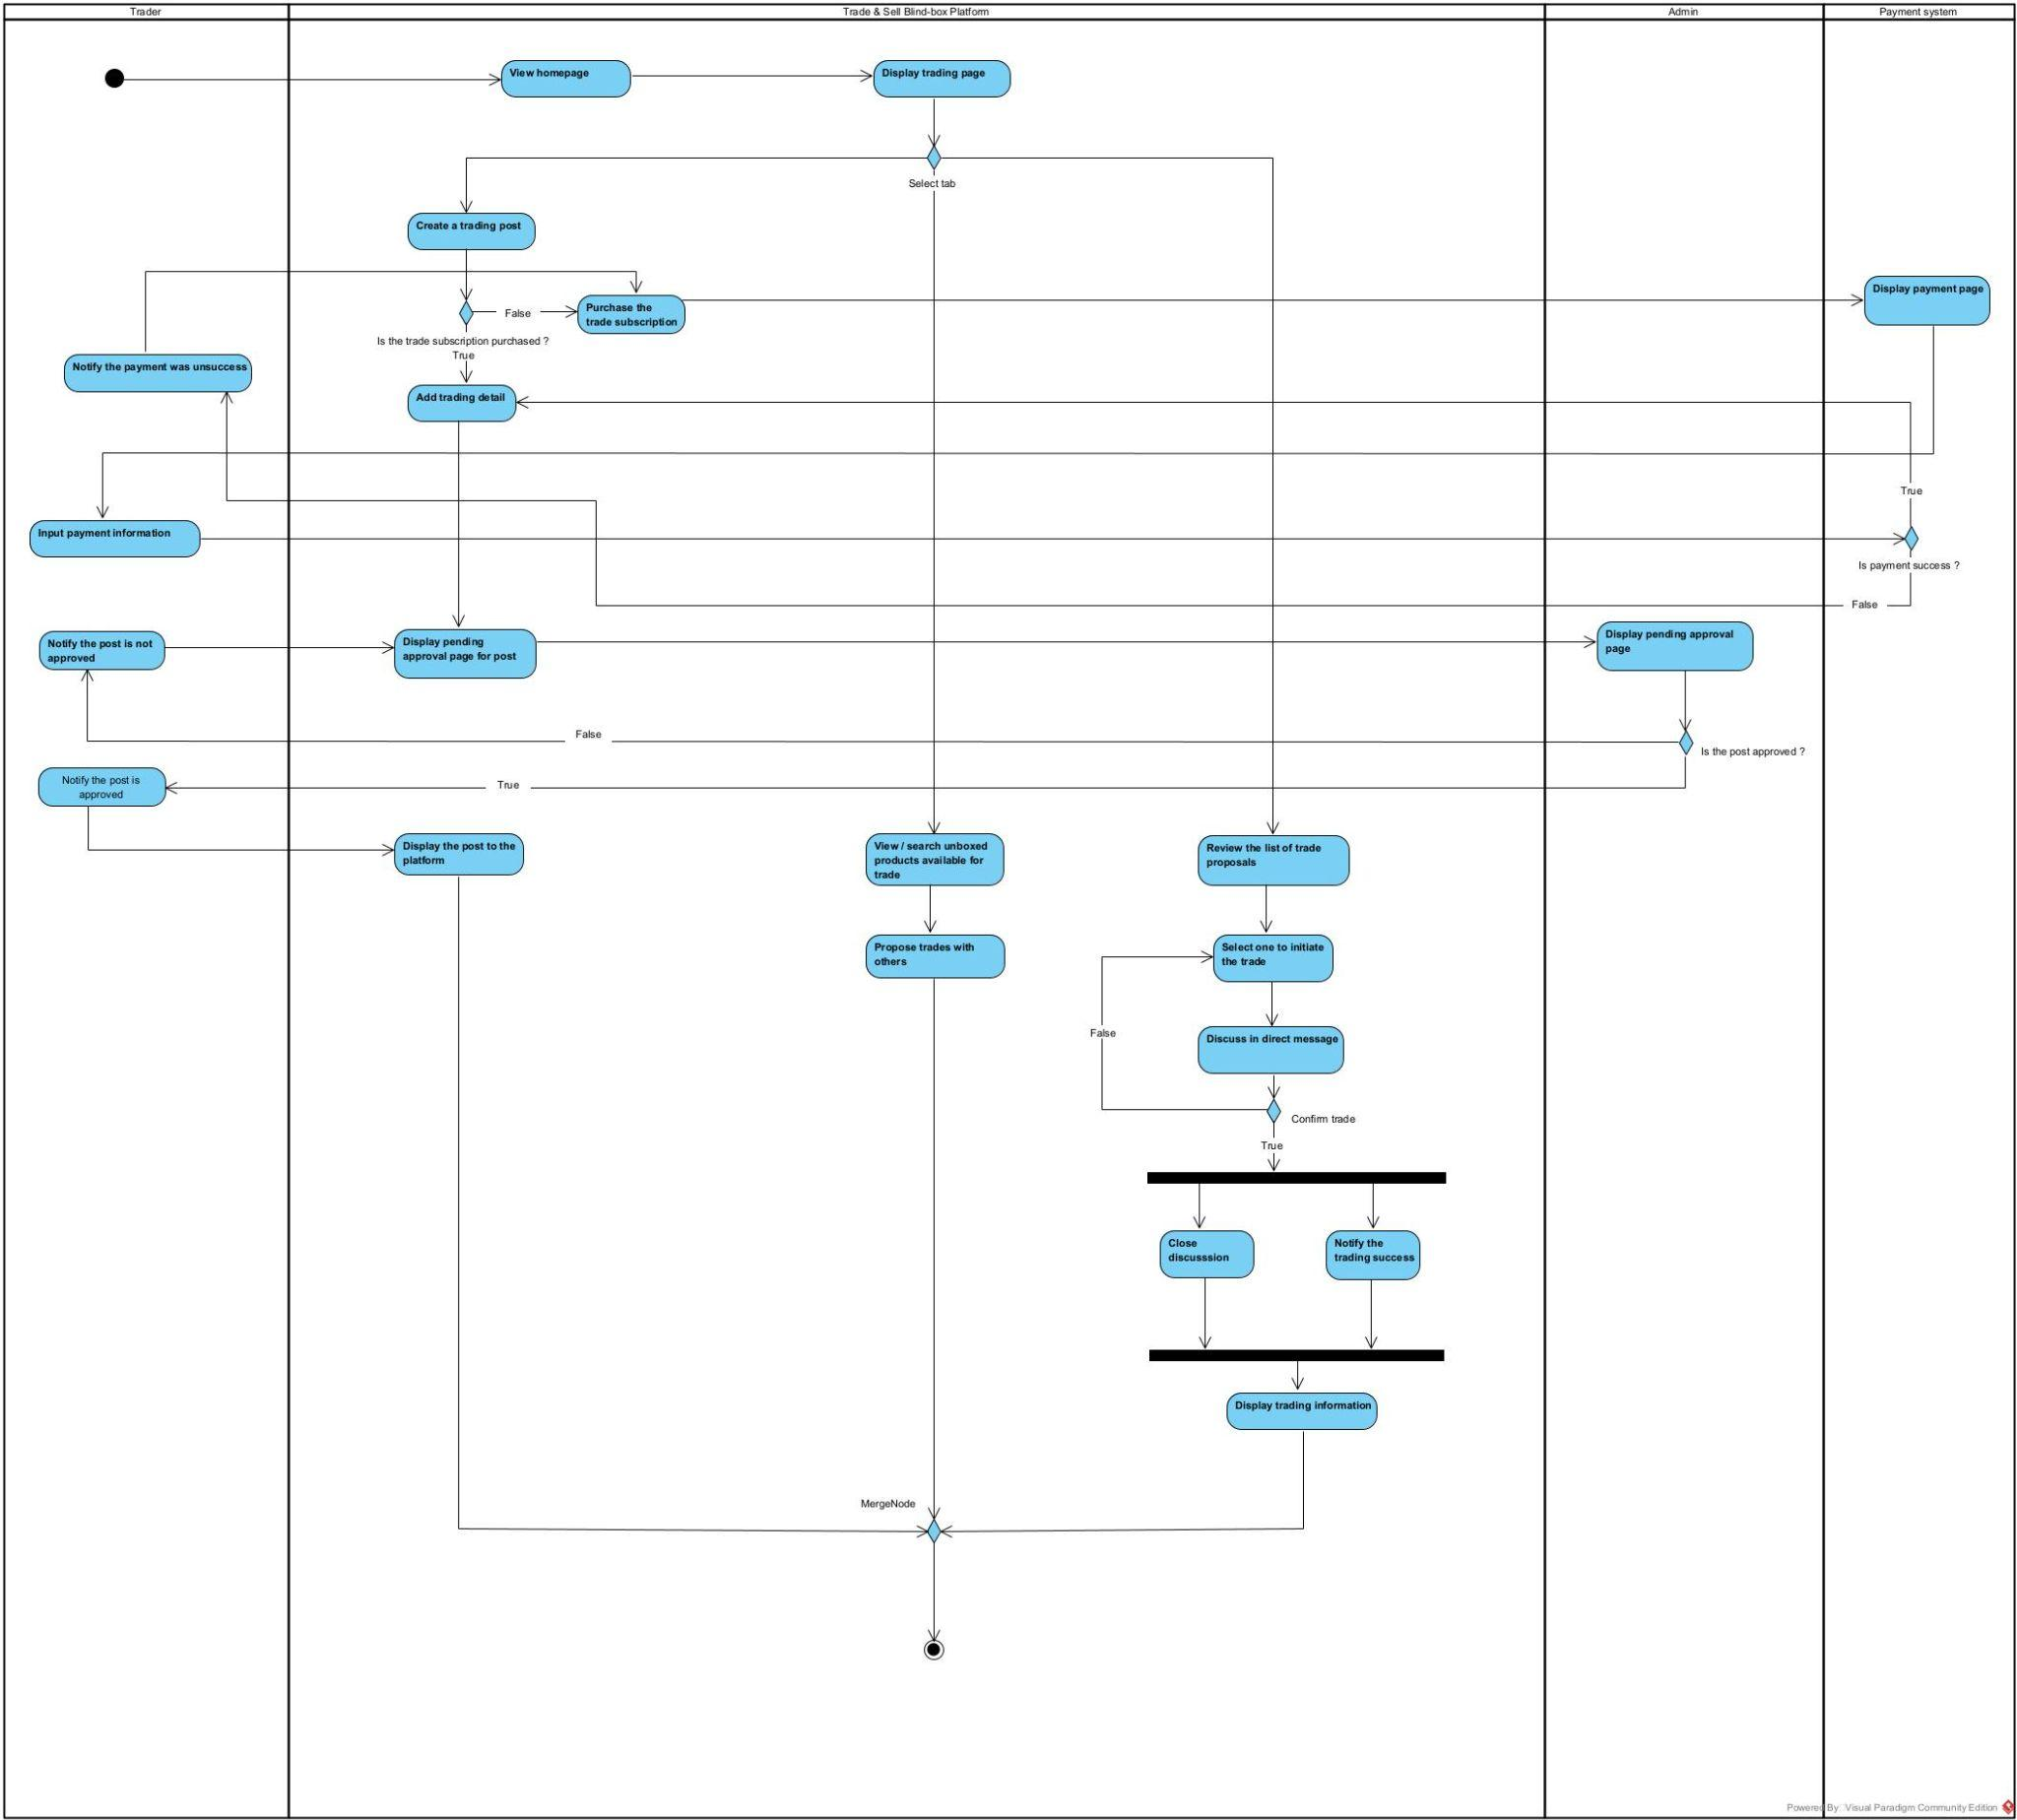 Trader
Trade & Sell Blind-box Platform
Admin
Payment system
View homepage
Display trading page
Select tab
Create a trading post
Purchase the
trade subscription
False
Is the trade subscription purchased ?
True
Display payment page
Notify the payment was unsuccess
Add trading detail
True
Input payment information
Is payment success ?
False
Notify the post is not
approved
Display pending
approval page for post
Display pending approval
page
False
Is the post approved ?
Notify the post is
approved
True
Display the post to the
platform
View / search unboxed
products available for
trade
Review the list of trade
proposals
Propose trades with
others
Select one to initiate
the trade
False
Discuss in direct message
Confirm trade
True
Close
discusssion
Notify the
trading success
Display trading information
MergeNode
Powered By Visual Paradigm Community Edition